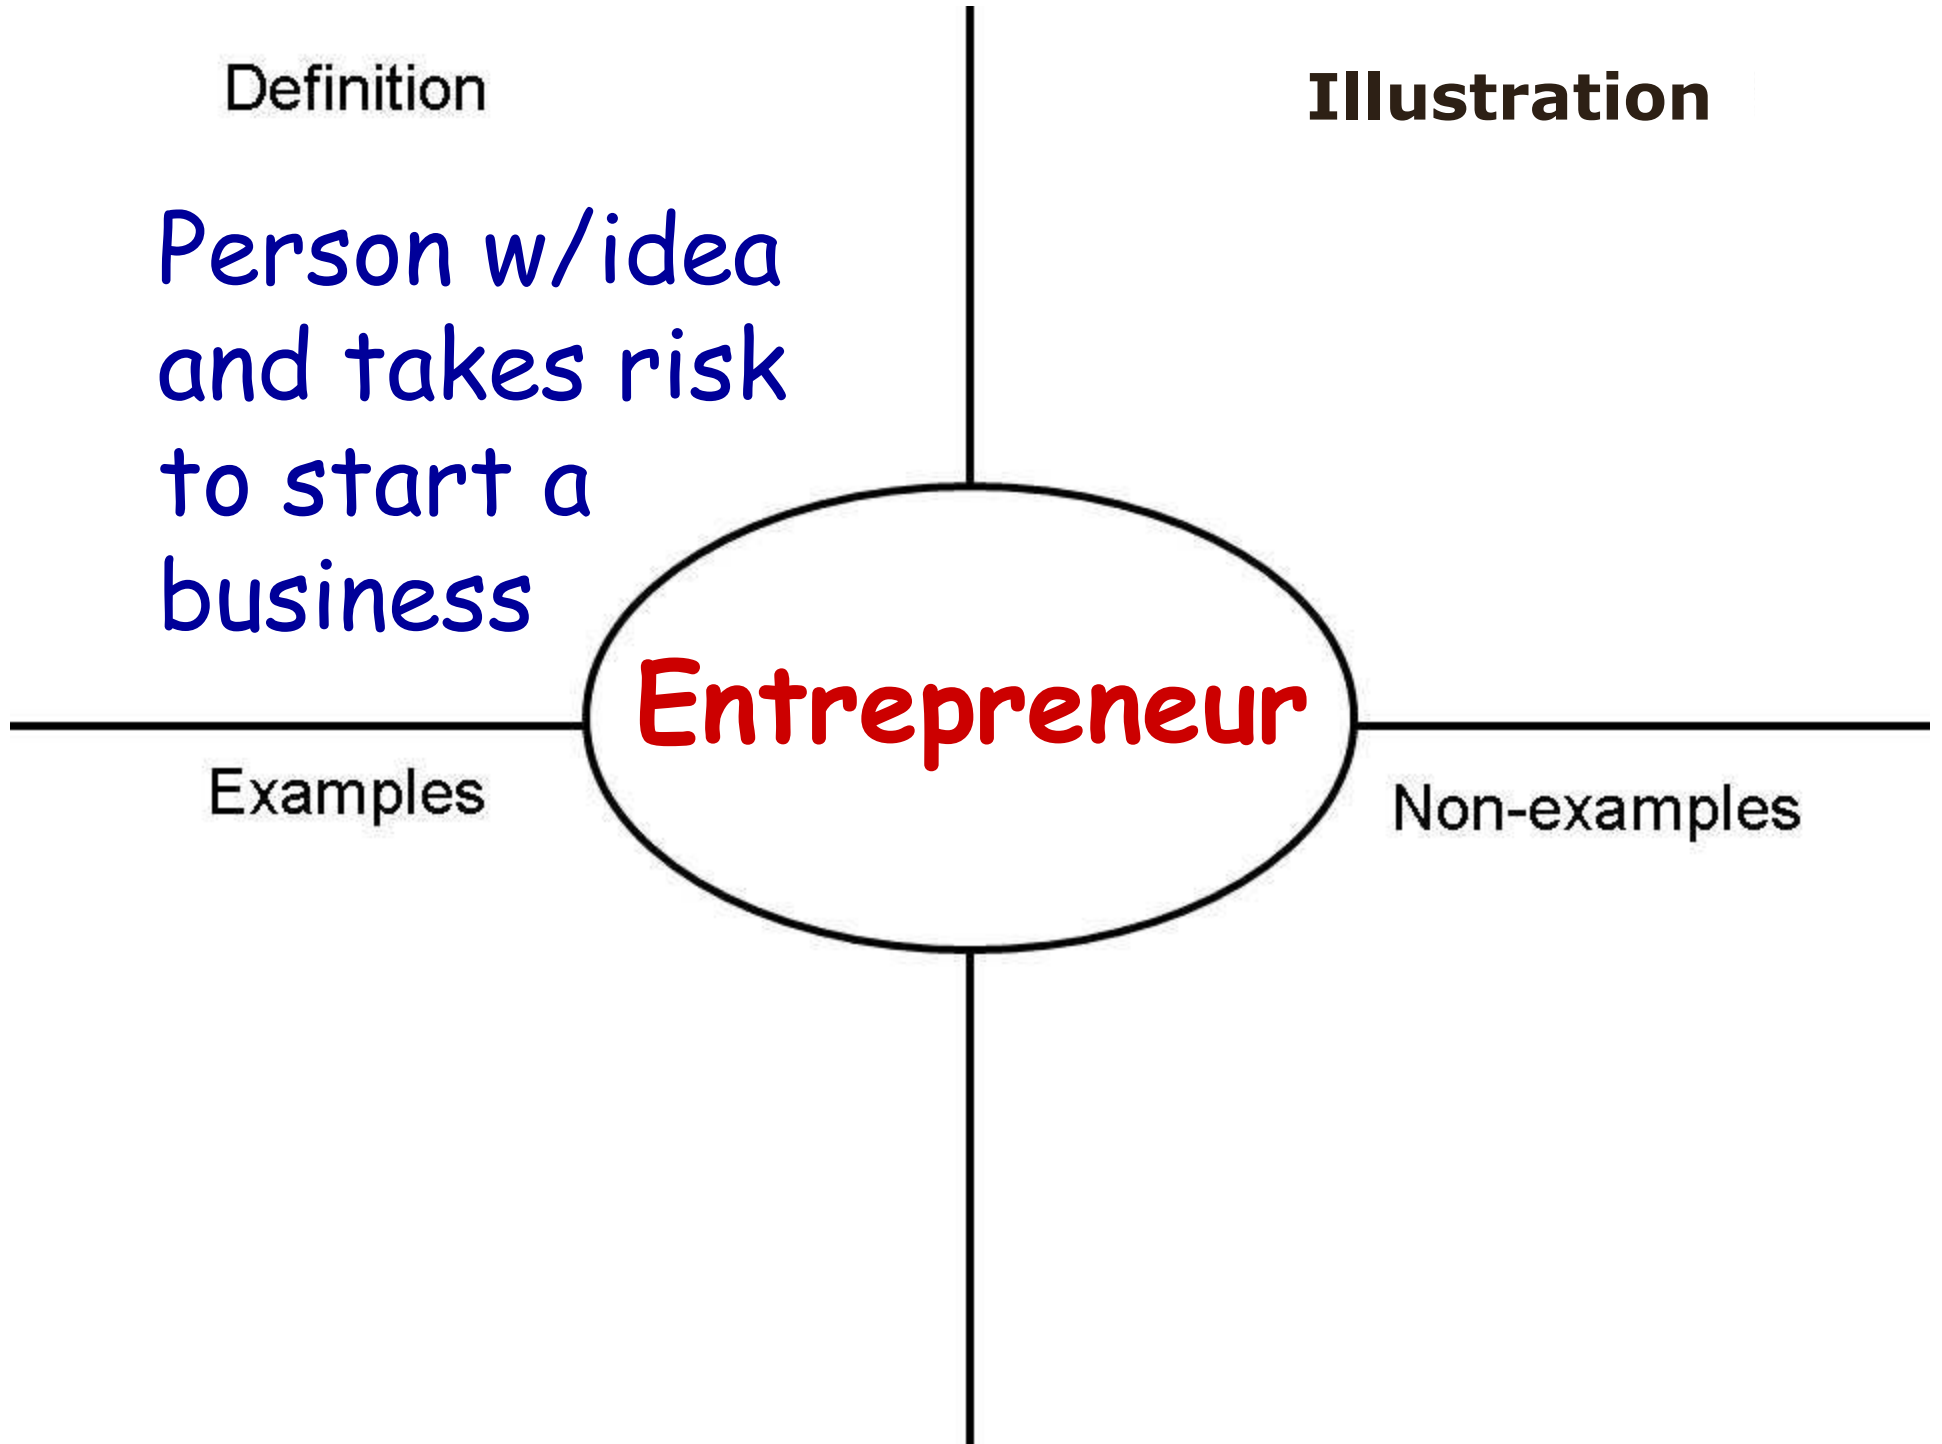 Definition
Illustration
Person w/idea
and takes risk
to start a
business
Entrepreneur
Examples
Non-examples